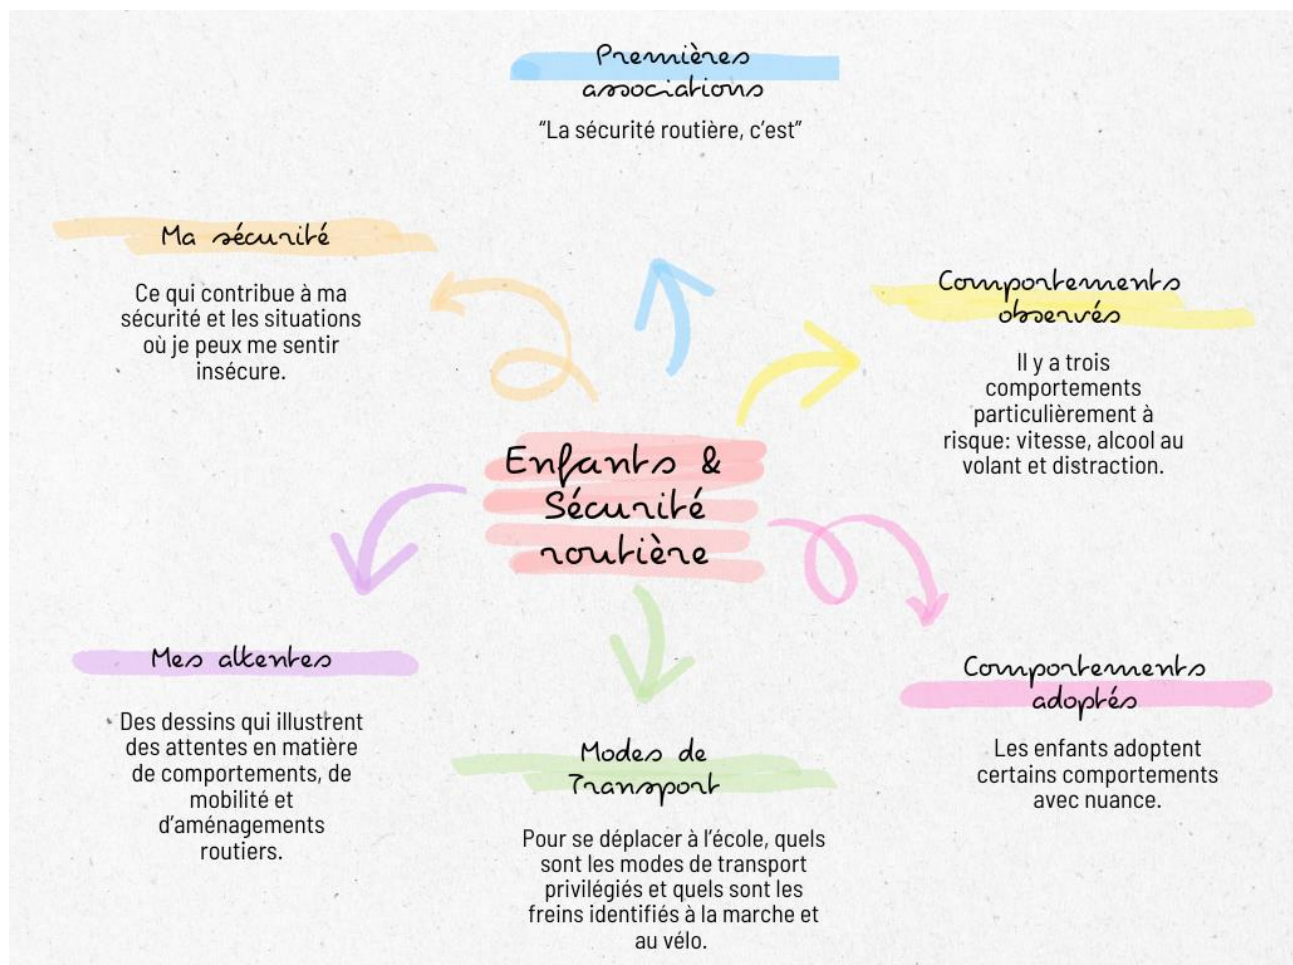 Premières
associations
“La sécurité routière, c’est”
Ma sécurité
Ce qui contribue à ma
sécurité et les situations
où je peux me sentir
insécure.
Comportements
observés
Il y a trois
comportements
particulièrement à
risque: vitesse, alcool au
volant et distraction.
Enfants &
Sécurité
routière
Mes attentes
Des dessins qui illustrent
des attentes en matière
de comportements, de
mobilité et
d’aménagements
routiers.
Modes de
Transport
Pour se déplacer à l’école, quels
sont les modes de transport
privilégiés et quels sont les
freins identifiés à la marche et
au vélo.
Comportements
adoptés
Les enfants adoptent
certains comportements
avec nuance.